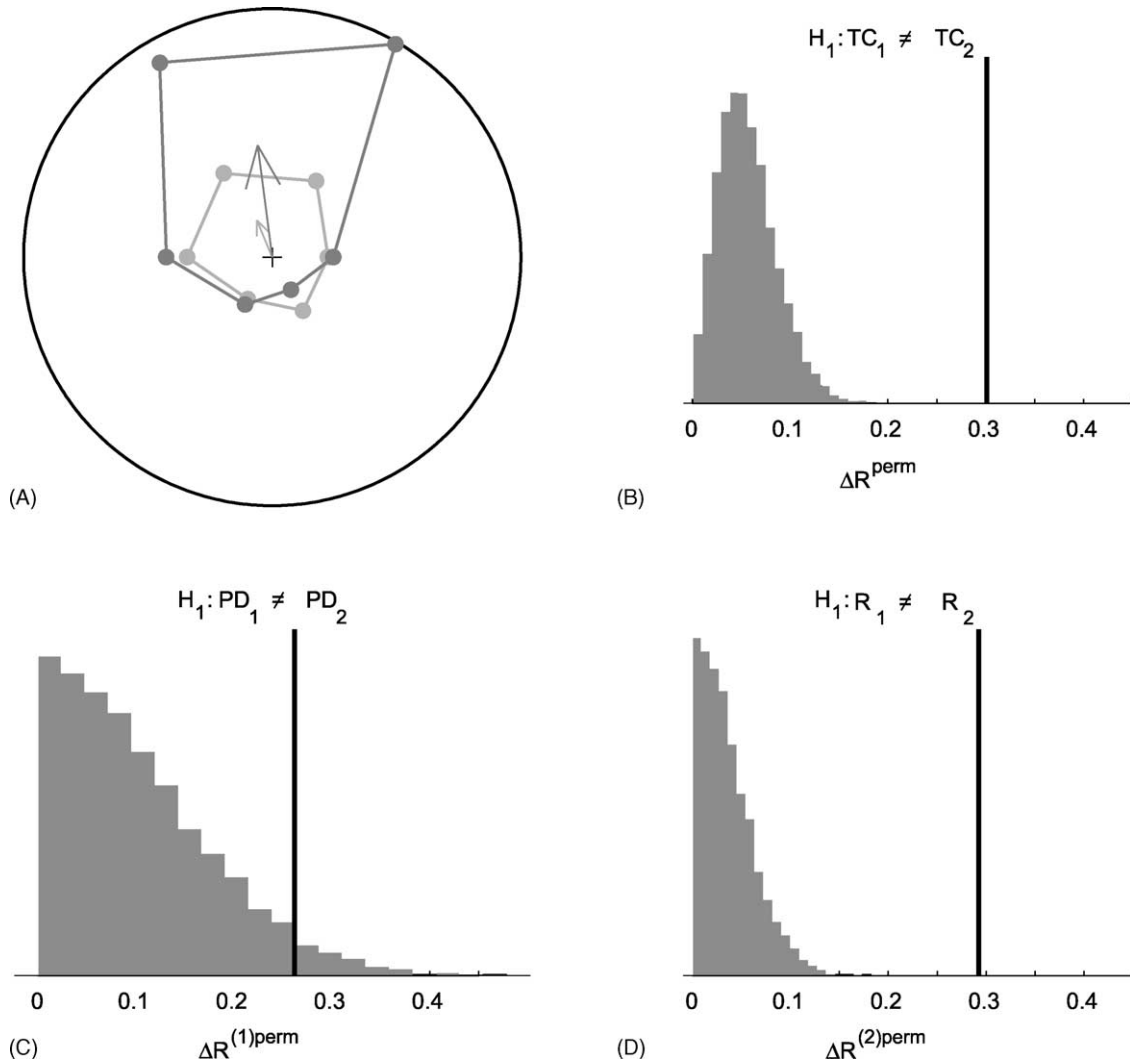 (A)
H₁: TC₁ ≠ TC₂
0 0.1 0.2 0.3 0.4
ΔR^perm
(B)
H₁: PD₁ ≠ PD₂
0 0.1 0.2 0.3 0.4
ΔR^(1)perm
(C)
H₁: R₁ ≠ R₂
0 0.1 0.2 0.3 0.4
ΔR^(2)perm
(D)